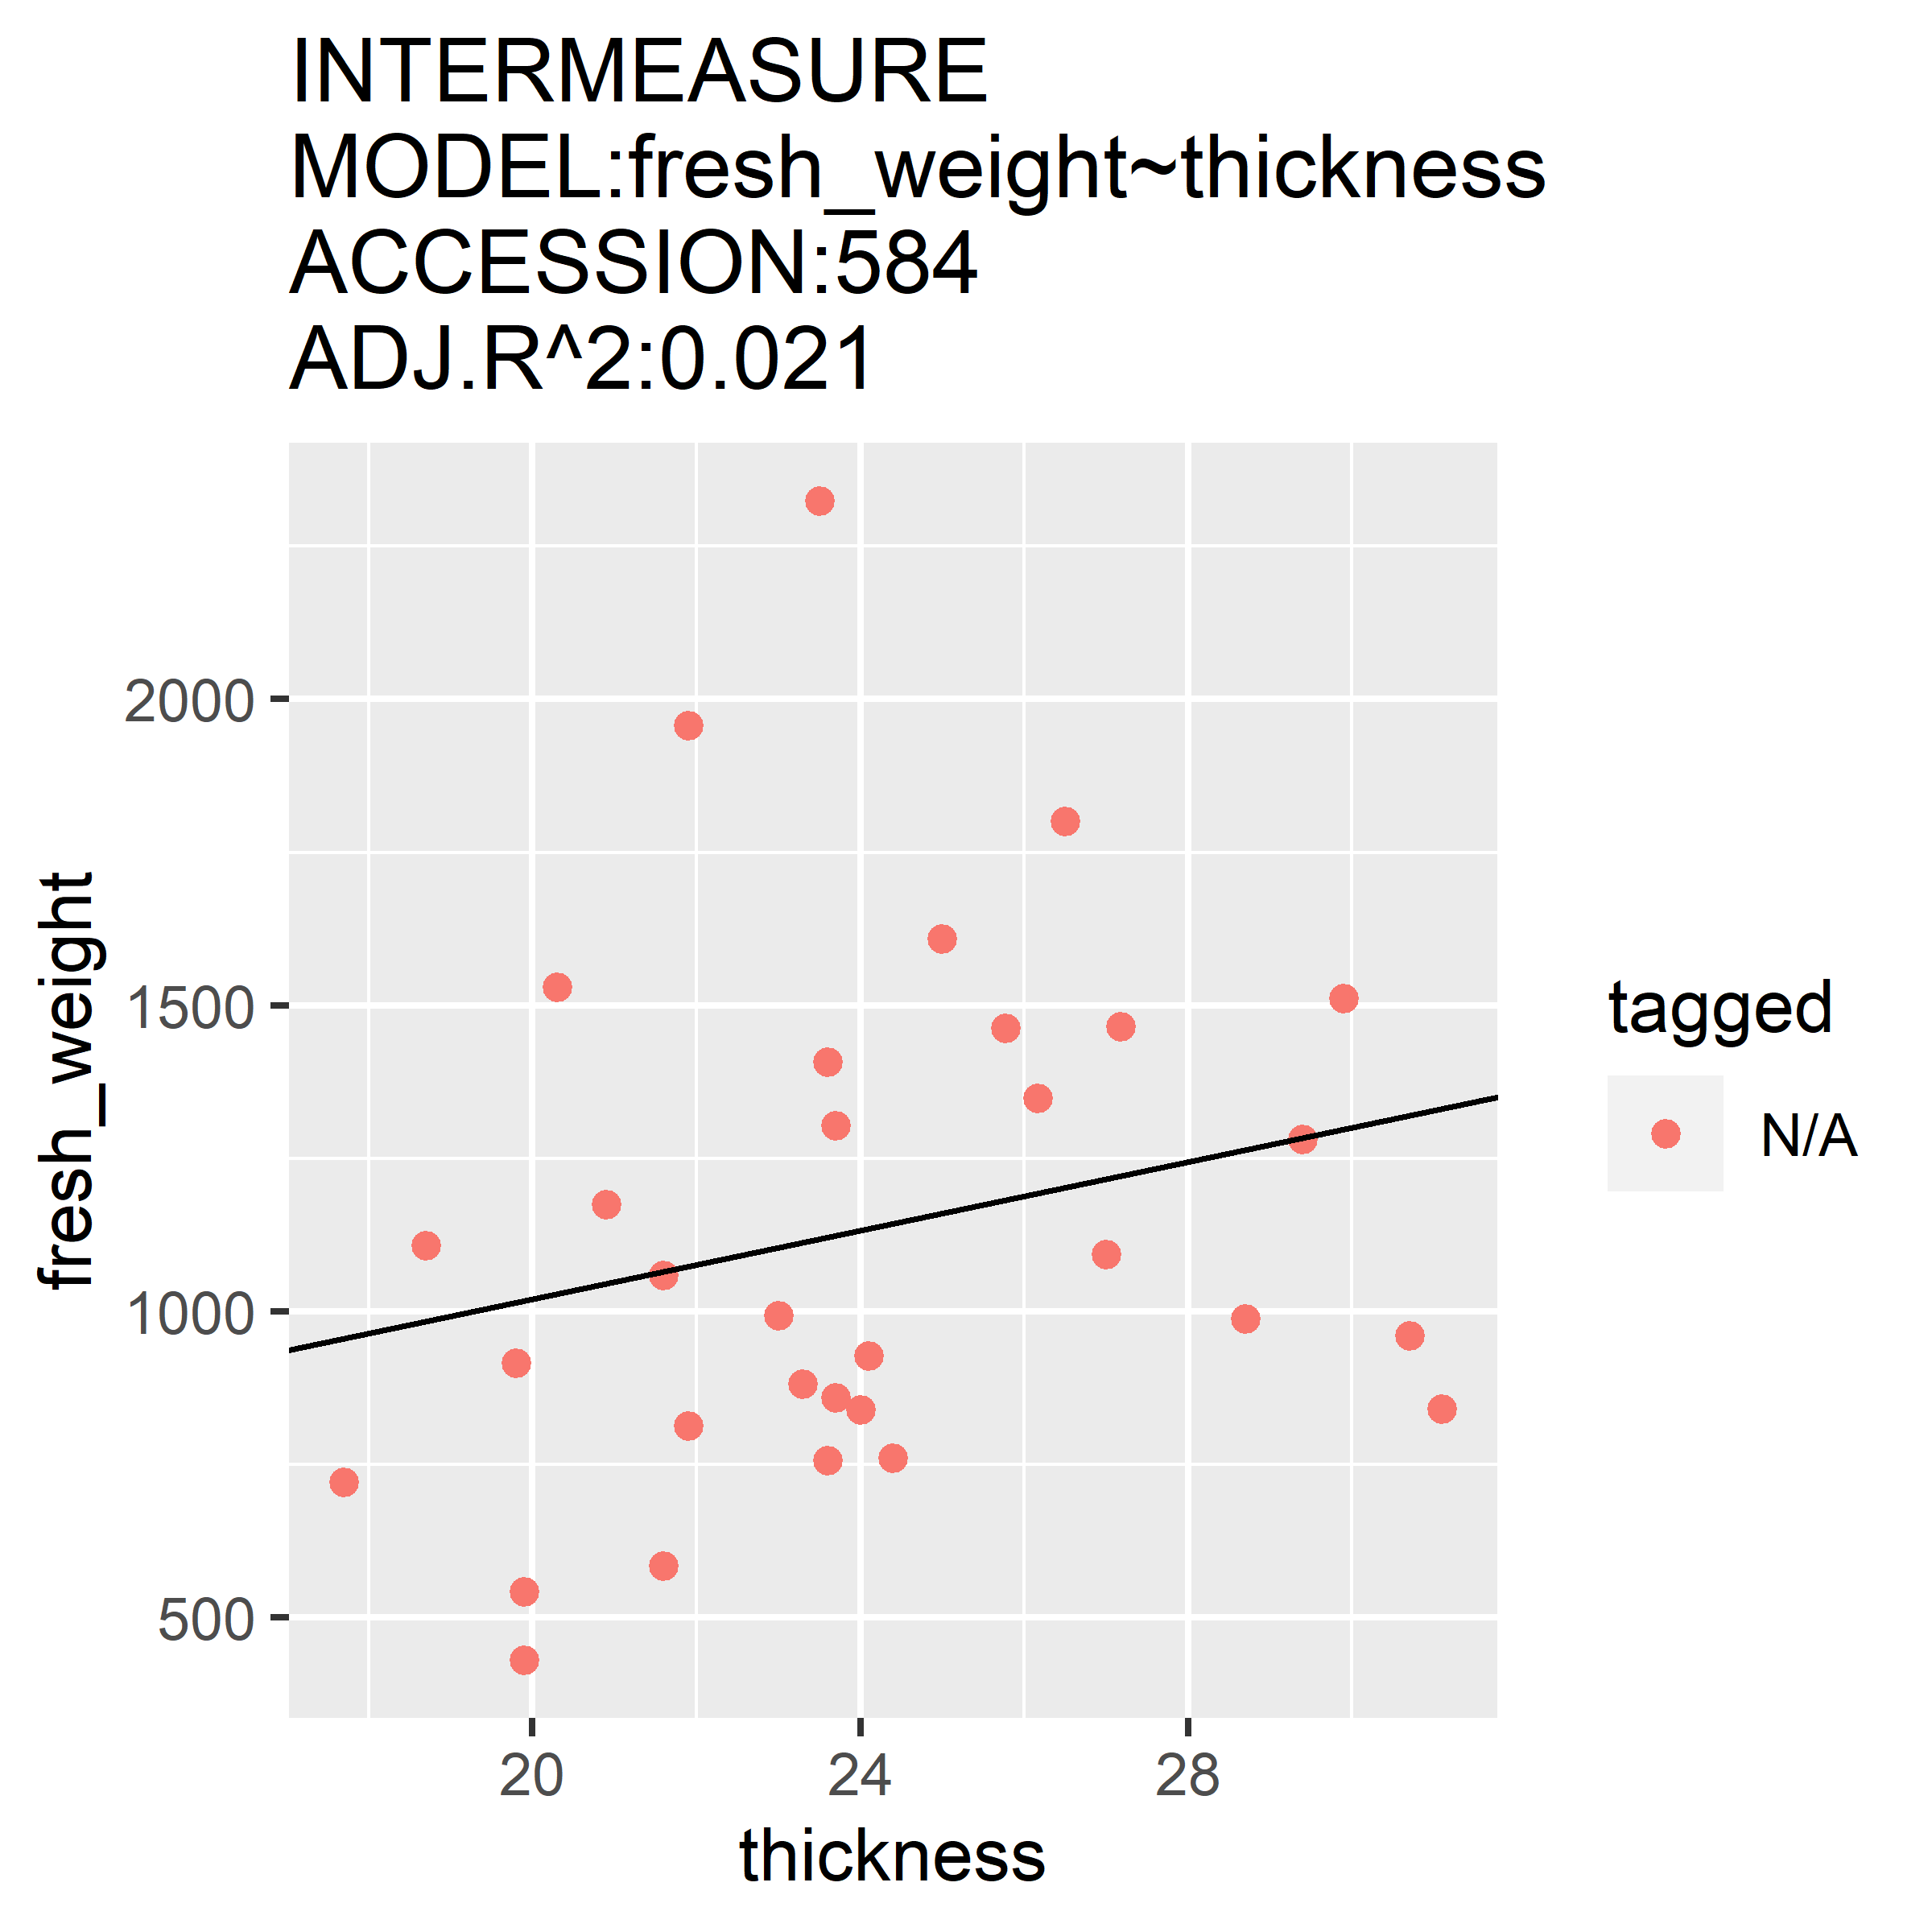 INTERMEASURE
MODEL:fresh_weight~thickness
ACCESSION:584
ADJ.R^2:0.021
2000
1500
1000
500
fresh_weight
20 24 28
thickness
tagged
N/A